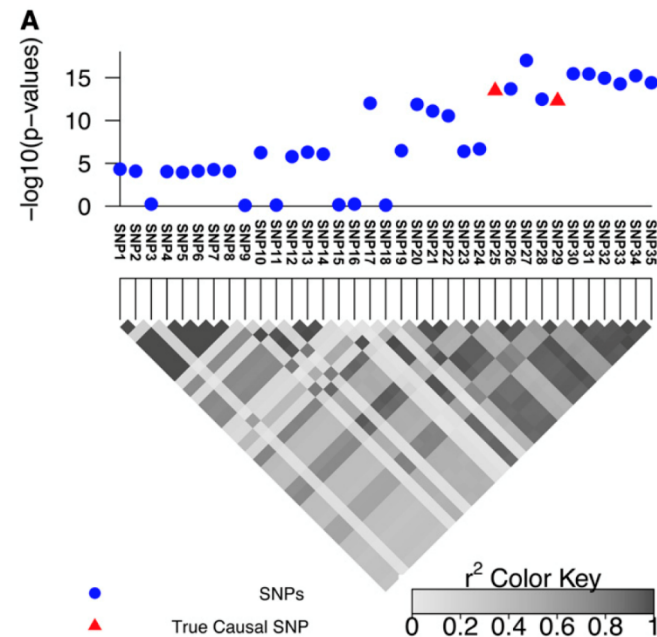 A
−log10(p−values)
15
10
5
0
SNP1
SNP2
SNP3
SNP4
SNP5
SNP6
SNP7
SNP8
SNP9
SNP10
SNP11
SNP12
SNP13
SNP14
SNP15
SNP16
SNP17
SNP18
SNP19
SNP20
SNP21
SNP22
SNP23
SNP24
SNP25
SNP26
SNP27
SNP28
SNP29
SNP30
SNP31
SNP32
SNP33
SNP34
SNP35
SNPs
True Causal SNP
r² Color Key
0 0.2 0.4 0.6 0.8 1